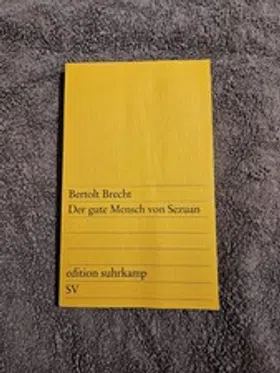 Bertolt Brecht
Der gute Mensch von Sezuan
edition suhrkamp
SV